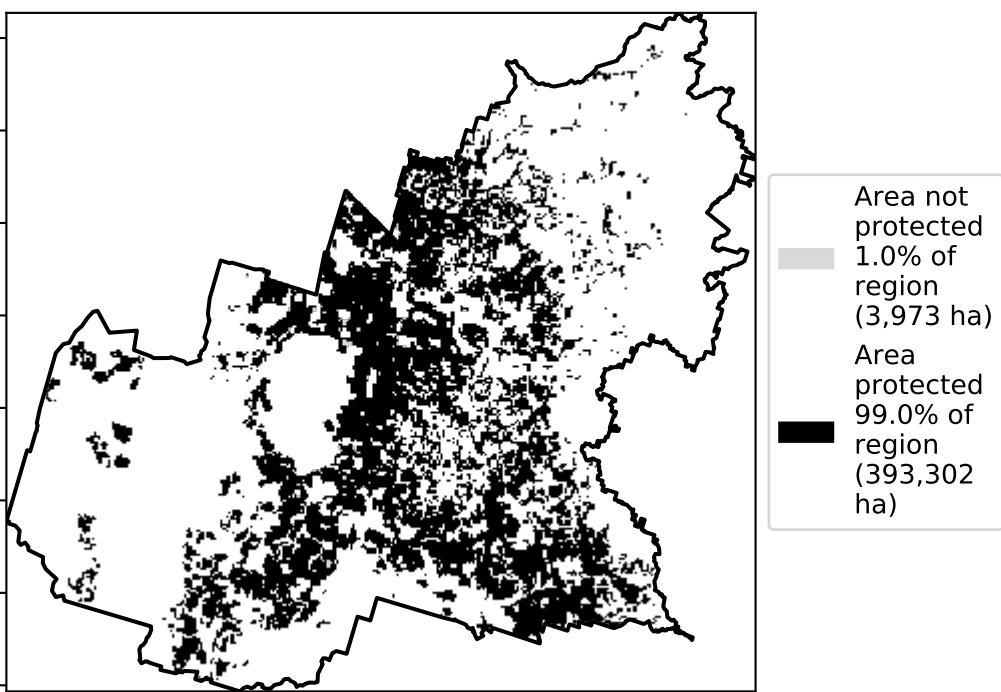 Area not
protected
1.0% of
region
(3,973 ha)
Area
protected
99.0% of
region
(393,302
ha)